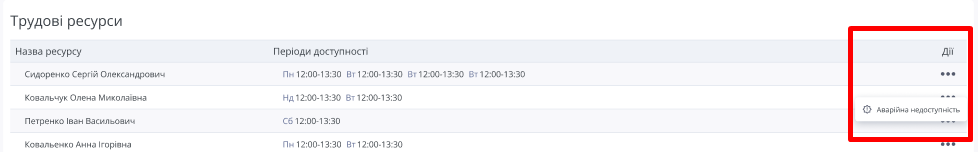 Трудові ресурси
Назва ресурсу Періоди доступності Дії
Сидоренко Сергій Олександрович Пн 12:00-13:30 Вт 12:00-13:30 Вт 12:00-13:30 Вт 12:00-13:30
Ковальчук Олена Миколаївна Нд 12:00-13:30 Вт 12:00-13:30
Аварійна недоступність
Петренко Іван Васильович Сб 12:00-13:30
Ковальенко Анна Ігорівна Пн 12:00-13:30 Вт 12:00-13:30